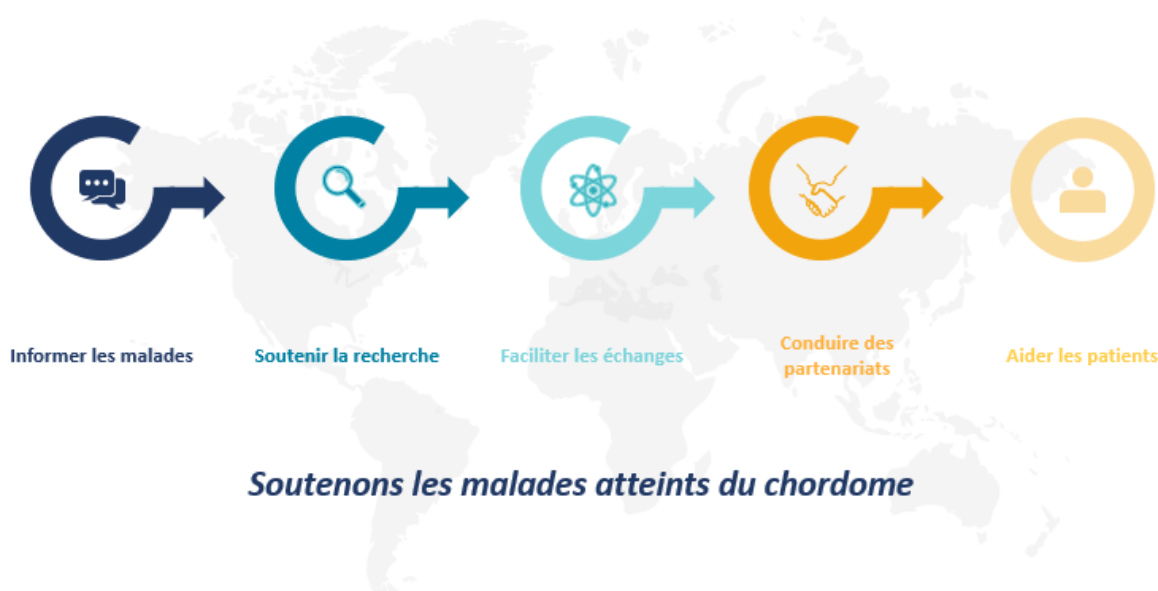 Informer les malades
Soutenir la recherche
Faciliter les échanges
Conduire des
partenariats
Aider les patients
Soutenons les malades atteints du chordome